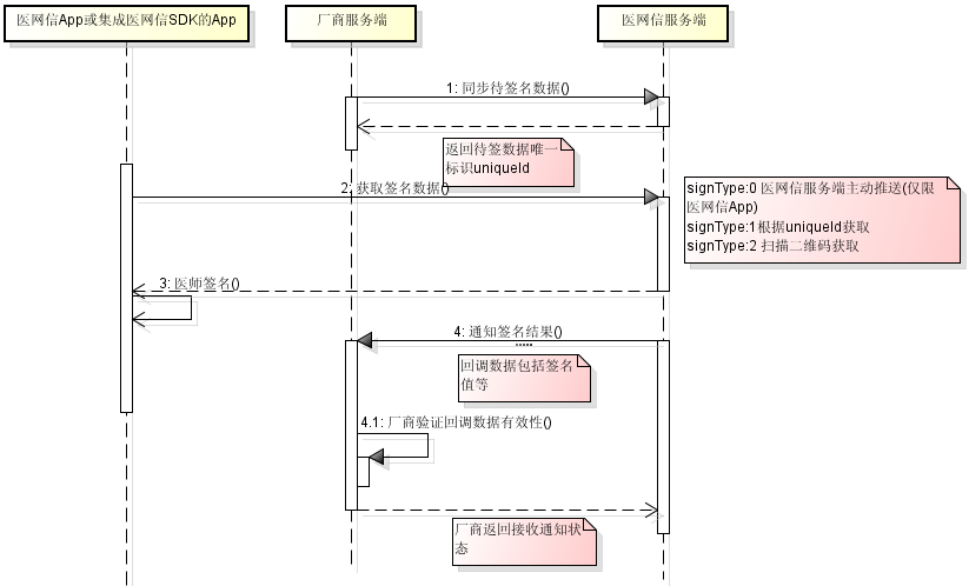 医网信App或集成医网信SDK的App
厂商服务端
医网信服务端
1: 同步待签名数据()
返回待签数据唯一
标识uniqueId
2: 获取签名数据()
signType:0 医网信服务端主动推送(仅限
医网信App)
signType:1根据uniqueId获取
signType:2 扫描二维码获取
3: 医师签名()
4: 通知签名结果()
回调数据包括签名
值等
4.1: 厂商验证回调数据有效性()
厂商返回接收通知状
态